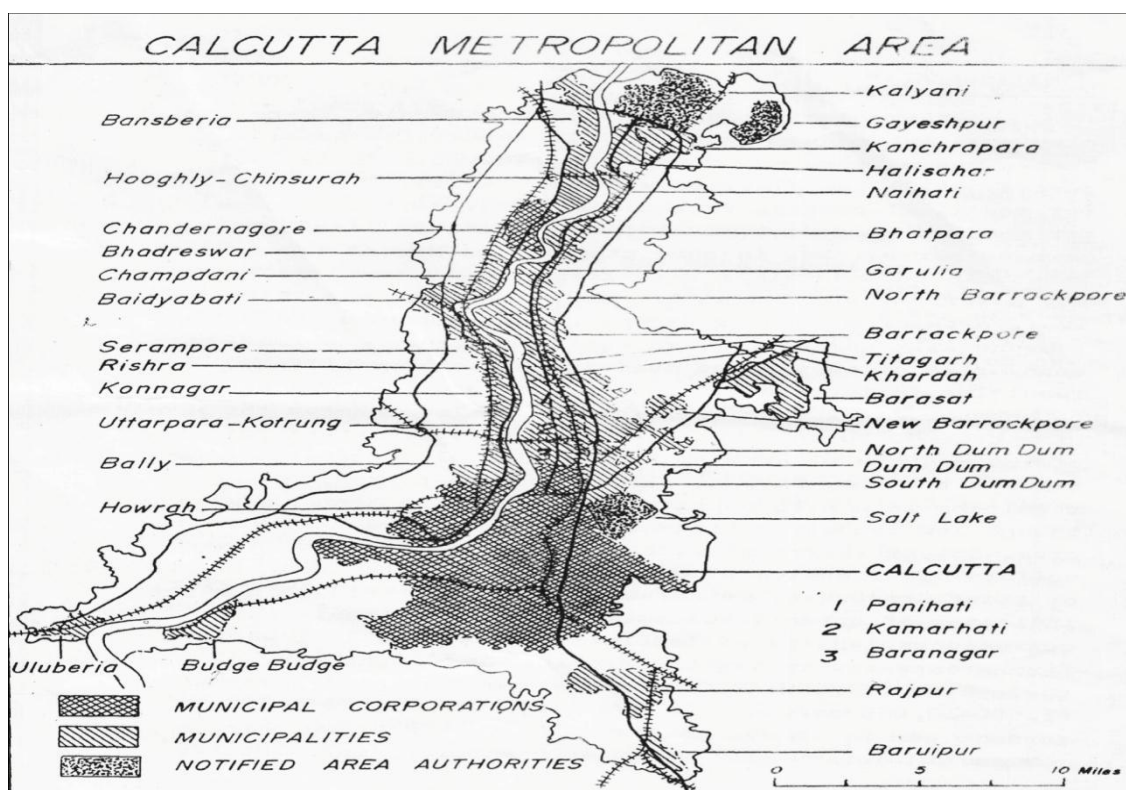 CALCUTTA METROPOLITAN AREA
Bansberia
Hooghly-Chinsurah
Chandernagore
Bhadreswar
Champdani
Baidyabati
Serampore
Rishra
Konnagar
Uttarpara-Kotrung
Bally
Howrah
Uluberia
Budge Budge
Kalyani
Gayeshpur
Kanchrapara
Halisahar
Naihati
Bhatpara
Garulia
North Barrackpore
Barrackpore
Titagarh
Khardah
Barasat
New Barrackpore
North Dum Dum
Dum Dum
South Dum Dum
Salt Lake
CALCUTTA
1 Panihati
2 Kamarhati
3 Baranagar
Rajpur
Baruipur
MUNICIPAL CORPORATIONS
MUNICIPALITIES
NOTIFIED AREA AUTHORITIES
0 5 10 Miles